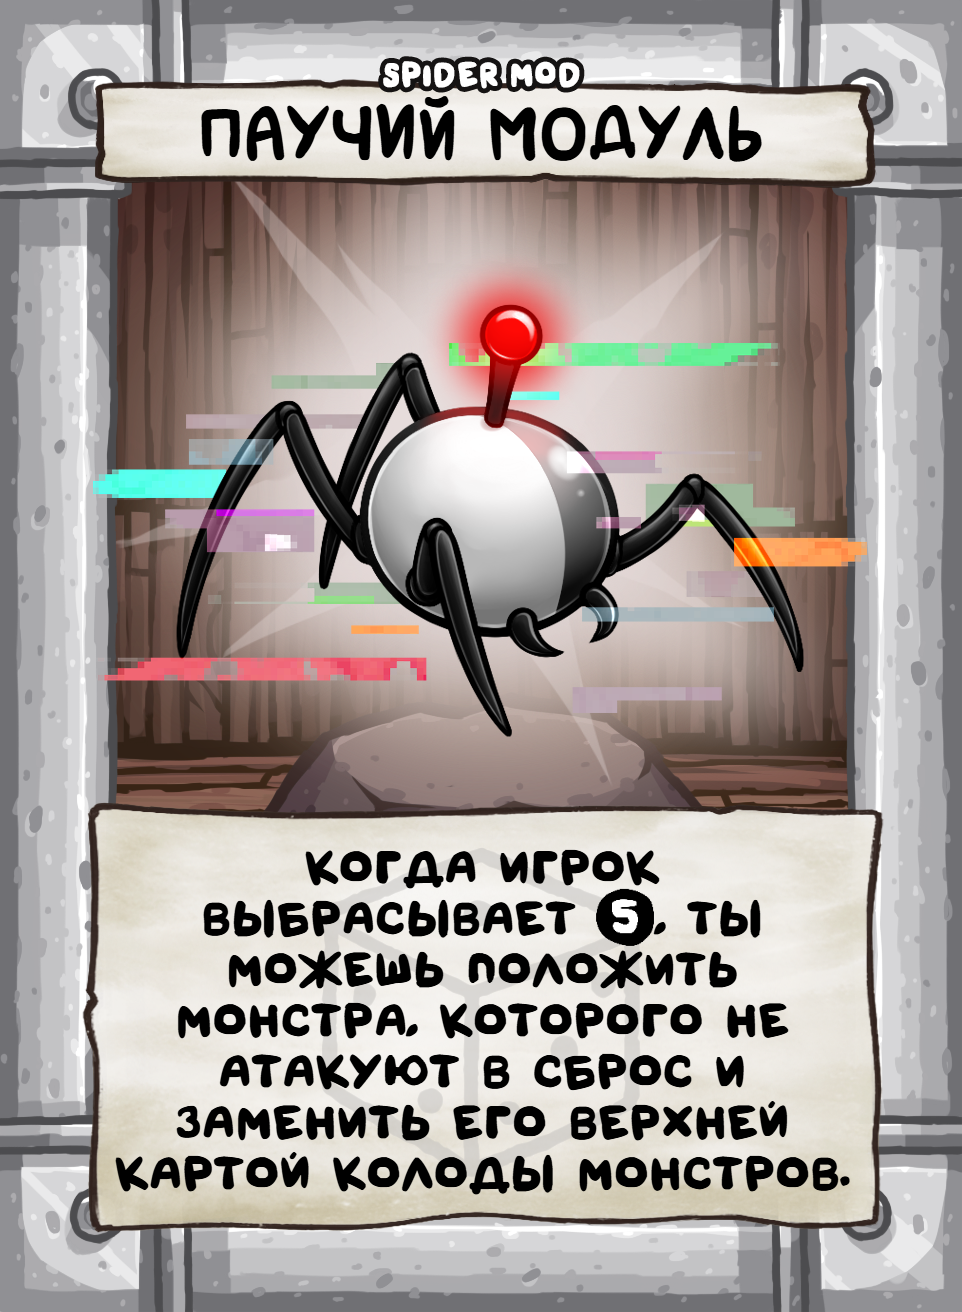 SPIDER MOD
ПАУЧИЙ МОДУЛЬ
КОГДА ИГРОК
ВЫБРАСЫВАЕТ 5, ТЫ
МОЖЕШЬ ПОЛОЖИТЬ
МОНСТРА, КОТОРОГО НЕ
АТАКУЮТ В СБРОС И
ЗАМЕНИТЬ ЕГО ВЕРХНЕЙ
КАРТОЙ КОЛОДЫ МОНСТРОВ.